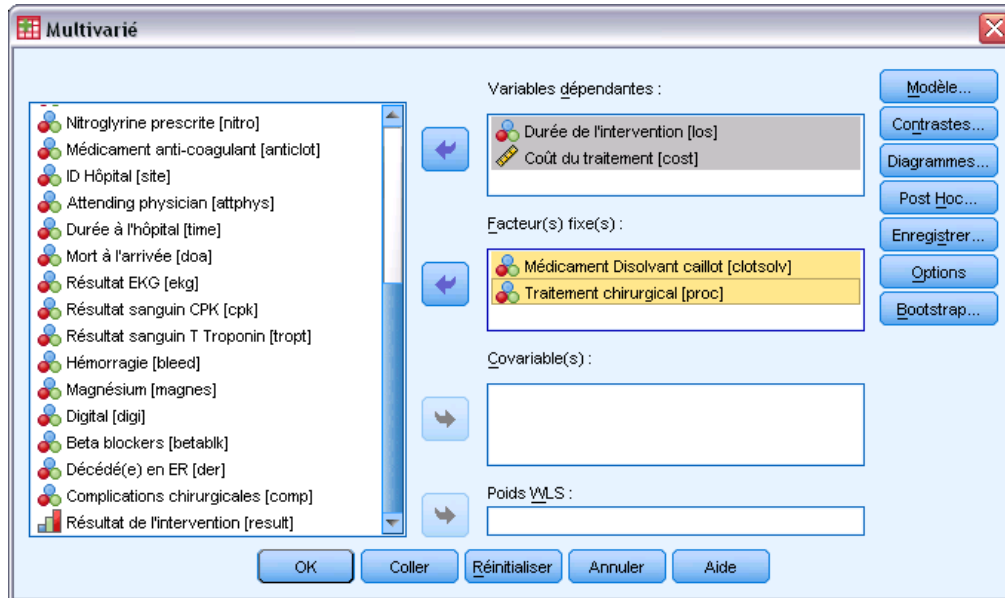 Multivarié
Nitroglyrine prescrite [nitro]
Médicament anti-coagulant [anticlot]
ID Hôpital [site]
Attending physician [attphys]
Durée à l'hôpital [time]
Mort à l'arrivée [doa]
Résultat EKG [ekg]
Résultat sanguin CPK [cpk]
Résultat sanguin T Troponin [tropt]
Hémorragie [bleed]
Magnésium [magnes]
Digital [digi]
Beta blockers [betablk]
Décédé(e) en ER [der]
Complications chirurgicales [comp]
Résultat de l'intervention [result]
Variables dépendantes :
Durée de l'intervention [los]
Coût du traitement [cost]
Facteur(s) fixe(s) :
Médicament Disolvant caillot [clotsolv]
Traitement chirurgical [proc]
Covariable(s) :
Poids WLS :
Modèle...
Contrastes...
Diagrammes...
Post Hoc...
Enregistrer...
Options
Bootstrap...
OK
Coller
Réinitialiser
Annuler
Aide